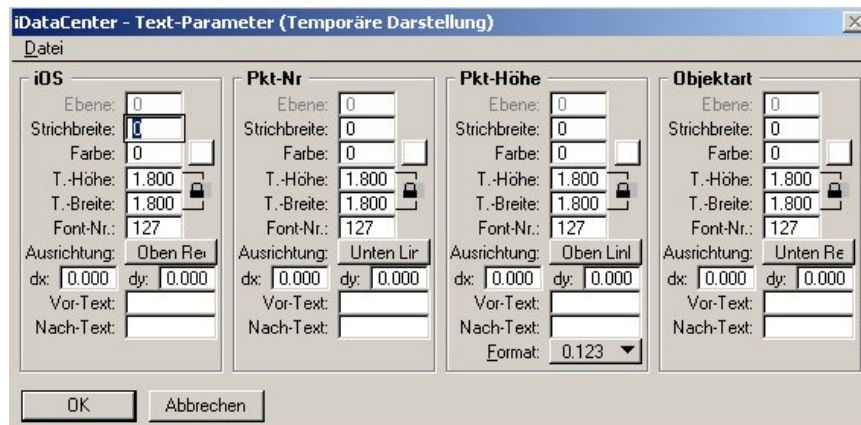 iDataCenter - Text-Parameter (Temporäre Darstellung)
Datei
iOS Pkt-Nr Pkt-Höhe Objektart
Ebene: 0 Ebene: 0 Ebene: 0 Ebene: 0
Strichbreite: 0 Strichbreite: 0 Strichbreite: 0 Strichbreite: 0
Farbe: 0 Farbe: 0 Farbe: 0 Farbe: 0
T.-Höhe: 1.800 T.-Höhe: 1.800 T.-Höhe: 1.800 T.-Höhe: 1.800
T.-Breite: 1.800 T.-Breite: 1.800 T.-Breite: 1.800 T.-Breite: 1.800
Font-Nr.: 127 Font-Nr.: 127 Font-Nr.: 127 Font-Nr.: 127
Ausrichtung: Oben Re Ausrichtung: Unten Lir Ausrichtung: Oben Linl Ausrichtung: Unten Re
dx: 0.000 dy: 0.000 dx: 0.000 dy: 0.000 dx: 0.000 dy: 0.000 dx: 0.000 dy: 0.000
Vor-Text: Vor-Text: Vor-Text: Vor-Text:
Nach-Text: Nach-Text: Nach-Text: Nach-Text:
Format: 0.123
OK Abbrechen